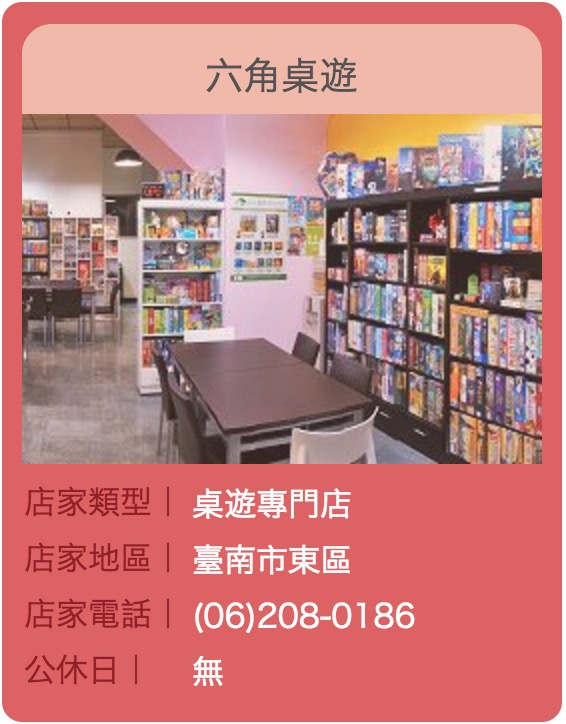 六角桌遊
店家類型｜ 桌遊專門店
店家地區｜ 臺南市東區
店家電話｜ (06)208-0186
公休日｜ 無